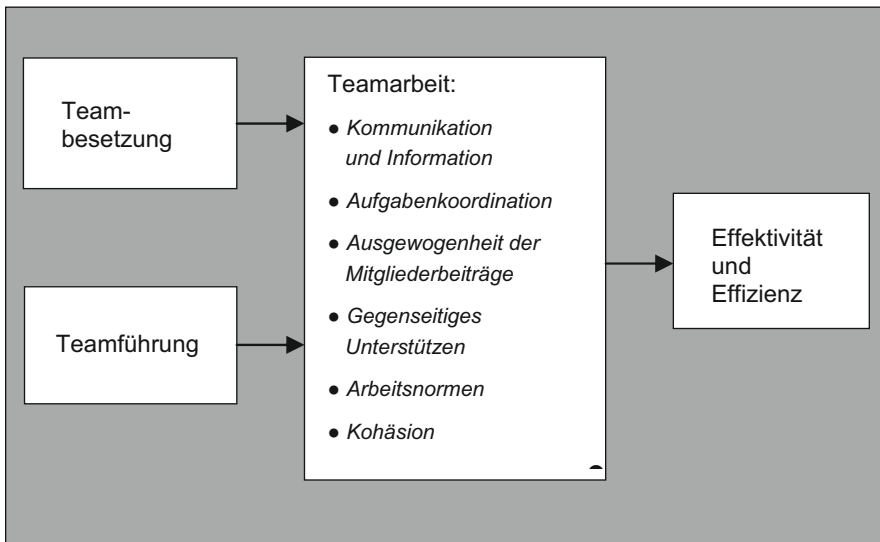 Team-
besetzung
Teamführung
Teamarbeit:
● Kommunikation
und Information
● Aufgabenkoordination
● Ausgewogenheit der
Mitgliederbeiträge
● Gegenseitiges
Unterstützen
● Arbeitsnormen
● Kohäsion
Effektivität
und
Effizienz